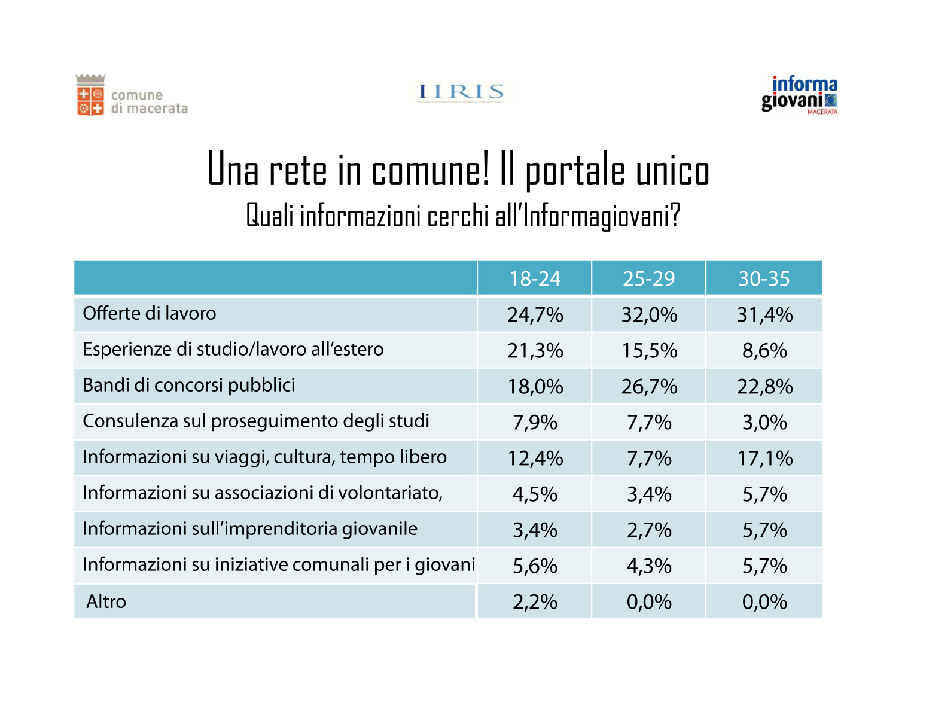 comune
di macerata
IIRIS
informa
giovani
MACERATA
Una rete in comune! Il portale unico
Quali informazioni cerchi all'Informagiovani?
18-24 25-29 30-35
Offerte di lavoro 24,7% 32,0% 31,4%
Esperienze di studio/lavoro all'estero 21,3% 15,5% 8,6%
Bandi di concorsi pubblici 18,0% 26,7% 22,8%
Consulenza sul proseguimento degli studi 7,9% 7,7% 3,0%
Informazioni su viaggi, cultura, tempo libero 12,4% 7,7% 17,1%
Informazioni su associazioni di volontariato, 4,5% 3,4% 5,7%
Informazioni sull'imprenditoria giovanile 3,4% 2,7% 5,7%
Informazioni su iniziative comunali per i giovani 5,6% 4,3% 5,7%
Altro 2,2% 0,0% 0,0%